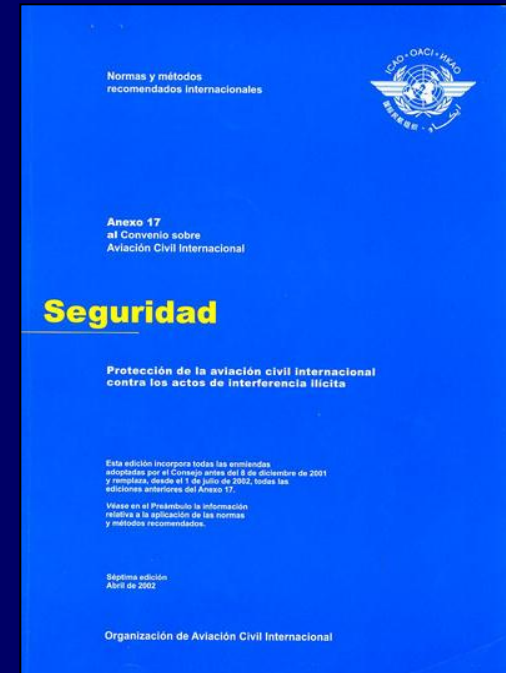 Normas y métodos
recomendados internacionales
ICAO • OACI • ИКАО
Anexo 17
al Convenio sobre
Aviación Civil Internacional
Seguridad
Protección de la aviación civil internacional
contra los actos de interferencia ilícita
Esta edición incorpora todas las enmiendas
adoptadas por el Consejo antes del 8 de diciembre de 2001
y remplaza, desde el 1 de julio de 2002, todas las
ediciones anteriores del Anexo 17.
Véase en el Preámbulo la información
relativa a la aplicación de las normas
y métodos recomendados.
Séptima edición
Abril de 2002
Organización de Aviación Civil Internacional